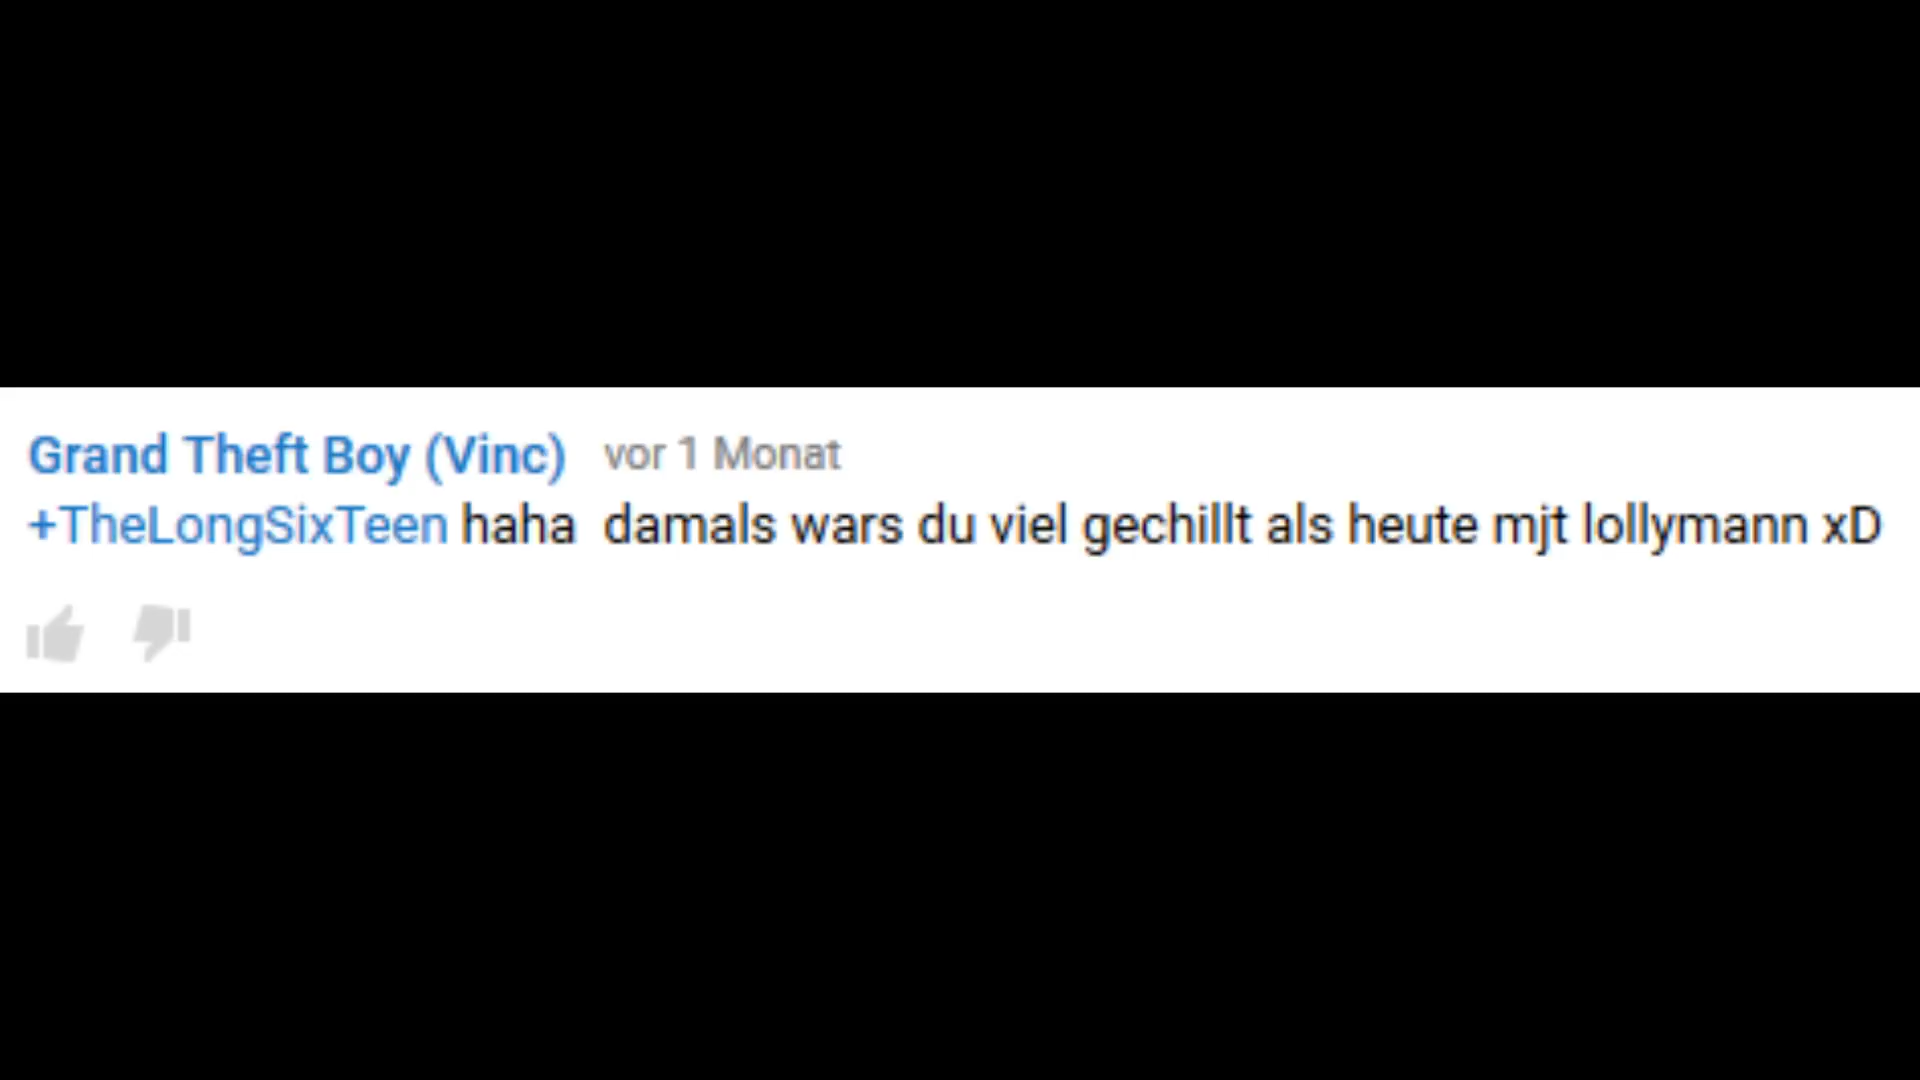 Grand Theft Boy (Vinc) vor 1 Monat
+TheLongSixTeen haha  damals wars du viel gechillt als heute mjt lollymann xD